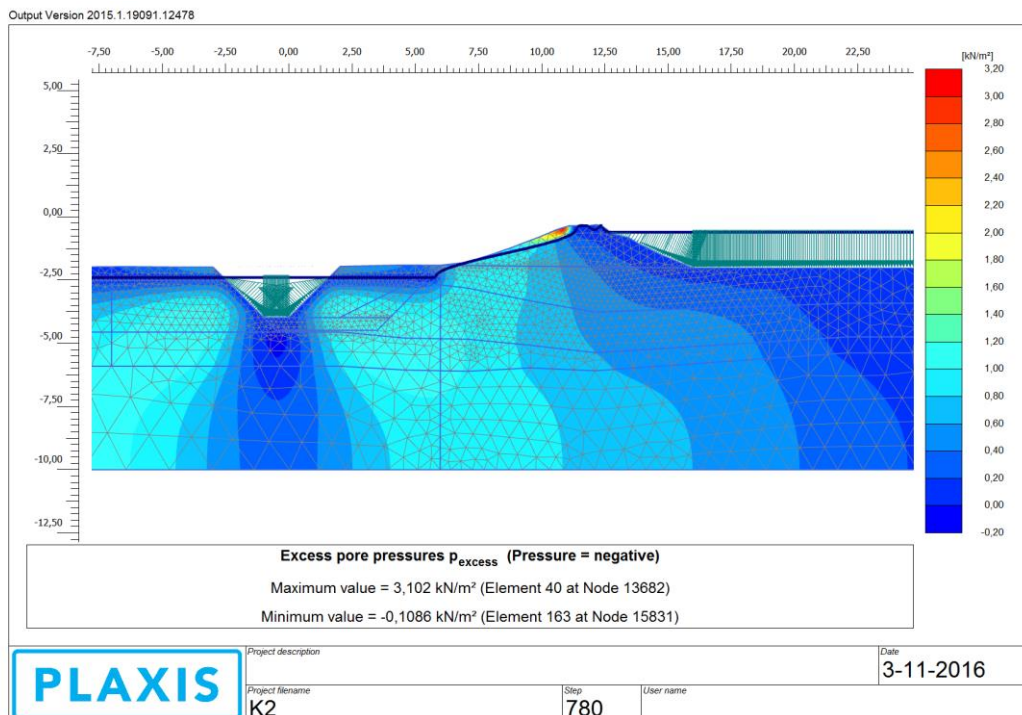 Output Version 2015.1.19091.12478
-7,50 -5,00 -2,50 0,00 2,50 5,00 7,50 10,00 12,50 15,00 17,50 20,00 22,50
[kN/m²]
5,00
2,50
0,00
-2,50
-5,00
-7,50
-10,00
-12,50
3,20
3,00
2,80
2,60
2,40
2,20
2,00
1,80
1,60
1,40
1,20
1,00
0,80
0,60
0,40
0,20
0,00
-0,20
Excess pore pressures p_excess (Pressure = negative)
Maximum value = 3,102 kN/m² (Element 40 at Node 13682)
Minimum value = -0,1086 kN/m² (Element 163 at Node 15831)
PLAXIS
Project description
Date
3-11-2016
Project filename
K2
Step
780
User name